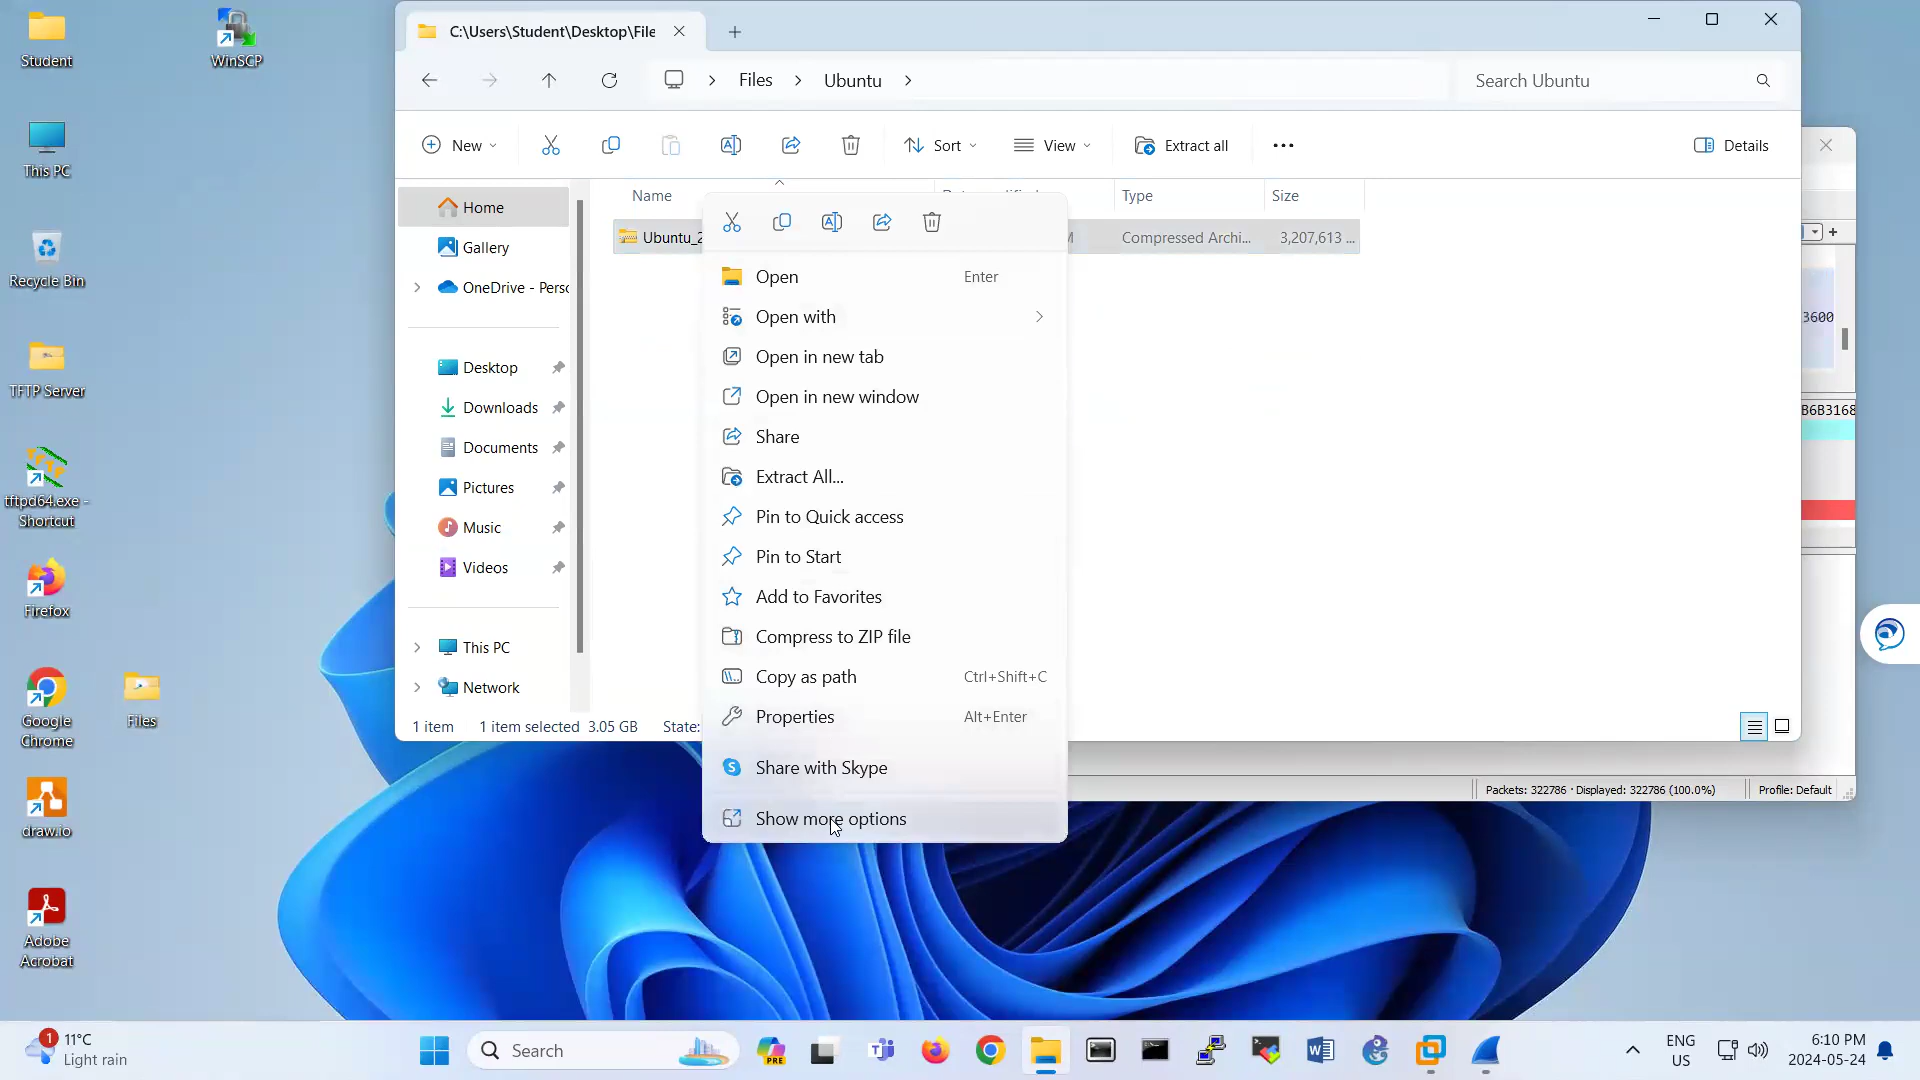 Student
WinSCP
This PC
Recycle Bin
TFTP Server
tftpd64.exe -
Shortcut
Firefox
Google
Chrome
Files
draw.io
Adobe
Acrobat
C:\Users\Student\Desktop\File
Files
Ubuntu
Search Ubuntu
New
Sort
View
Extract all
Details
Home
Gallery
OneDrive - Perso
Desktop
Downloads
Documents
Pictures
Music
Videos
This PC
Network
Name
Type
Size
Ubuntu_2
Compressed Archi...
3,207,613 ...
Open
Enter
Open with
Open in new tab
Open in new window
Share
Extract All...
Pin to Quick access
Pin to Start
Add to Favorites
Compress to ZIP file
Copy as path
Ctrl+Shift+C
Properties
Alt+Enter
Share with Skype
Show more options
1 item
1 item selected 3.05 GB
State:
3600
B6B3168
Packets: 322786 · Displayed: 322786 (100.0%)
Profile: Default
1
11°C
Light rain
Search
PRE
ENG
US
6:10 PM
2024-05-24